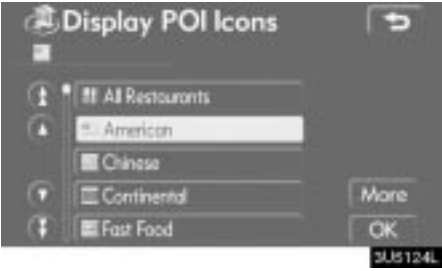 Display POI Icons
All Restaurants
American
Chinese
Continental
Fast Food
More
OK
3U5124L